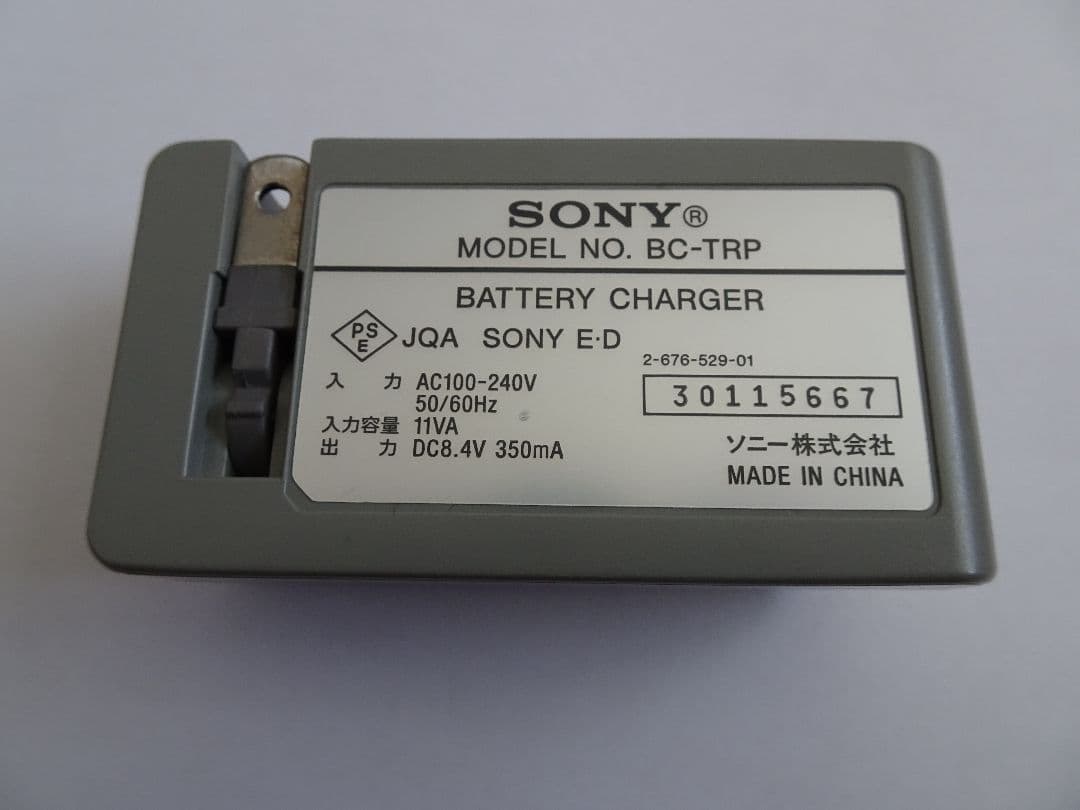 SONY®
MODEL NO. BC-TRP
BATTERY CHARGER
PS
E
JQA SONY E·D
2-676-529-01
入 力 AC100-240V
50/60Hz
30115667
入力容量 11VA
出 力 DC8.4V 350mA
ソニー株式会社
MADE IN CHINA